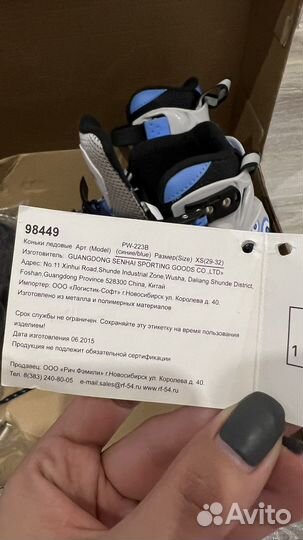 98449
PW-223B
Коньки ледовые Арт.(Model) (синие/blue) Размер(Size) XS(29-32)
Изготовитель: GUANGDONG SENHAI SPORTING GOODS CO.,LTD»
Адрес: No.11 Xinhui Road,Shunde Industrial Zone,Wusha, Daliang Shunde District,
Foshan,Guangdong Province 528300 China, Китай
Импортер: ООО «Логистик-Софт» г.Новосибирск ул. Королева д. 40.
Изготовлено из металла и полимерных материалов
Срок службы не ограничен. Сохраняйте эту этикетку на время пользования
изделием!
Дата изготовления 06.2015
Продукция не подлежит обязательной сертификации
Продавец: ООО «Рич Фэмили» г.Новосибирск ул. Королева д. 40.
Тел. 8(383) 240-80-05 e-mail:sales@rf-54.ru www.rf-54.ru
1
Avito